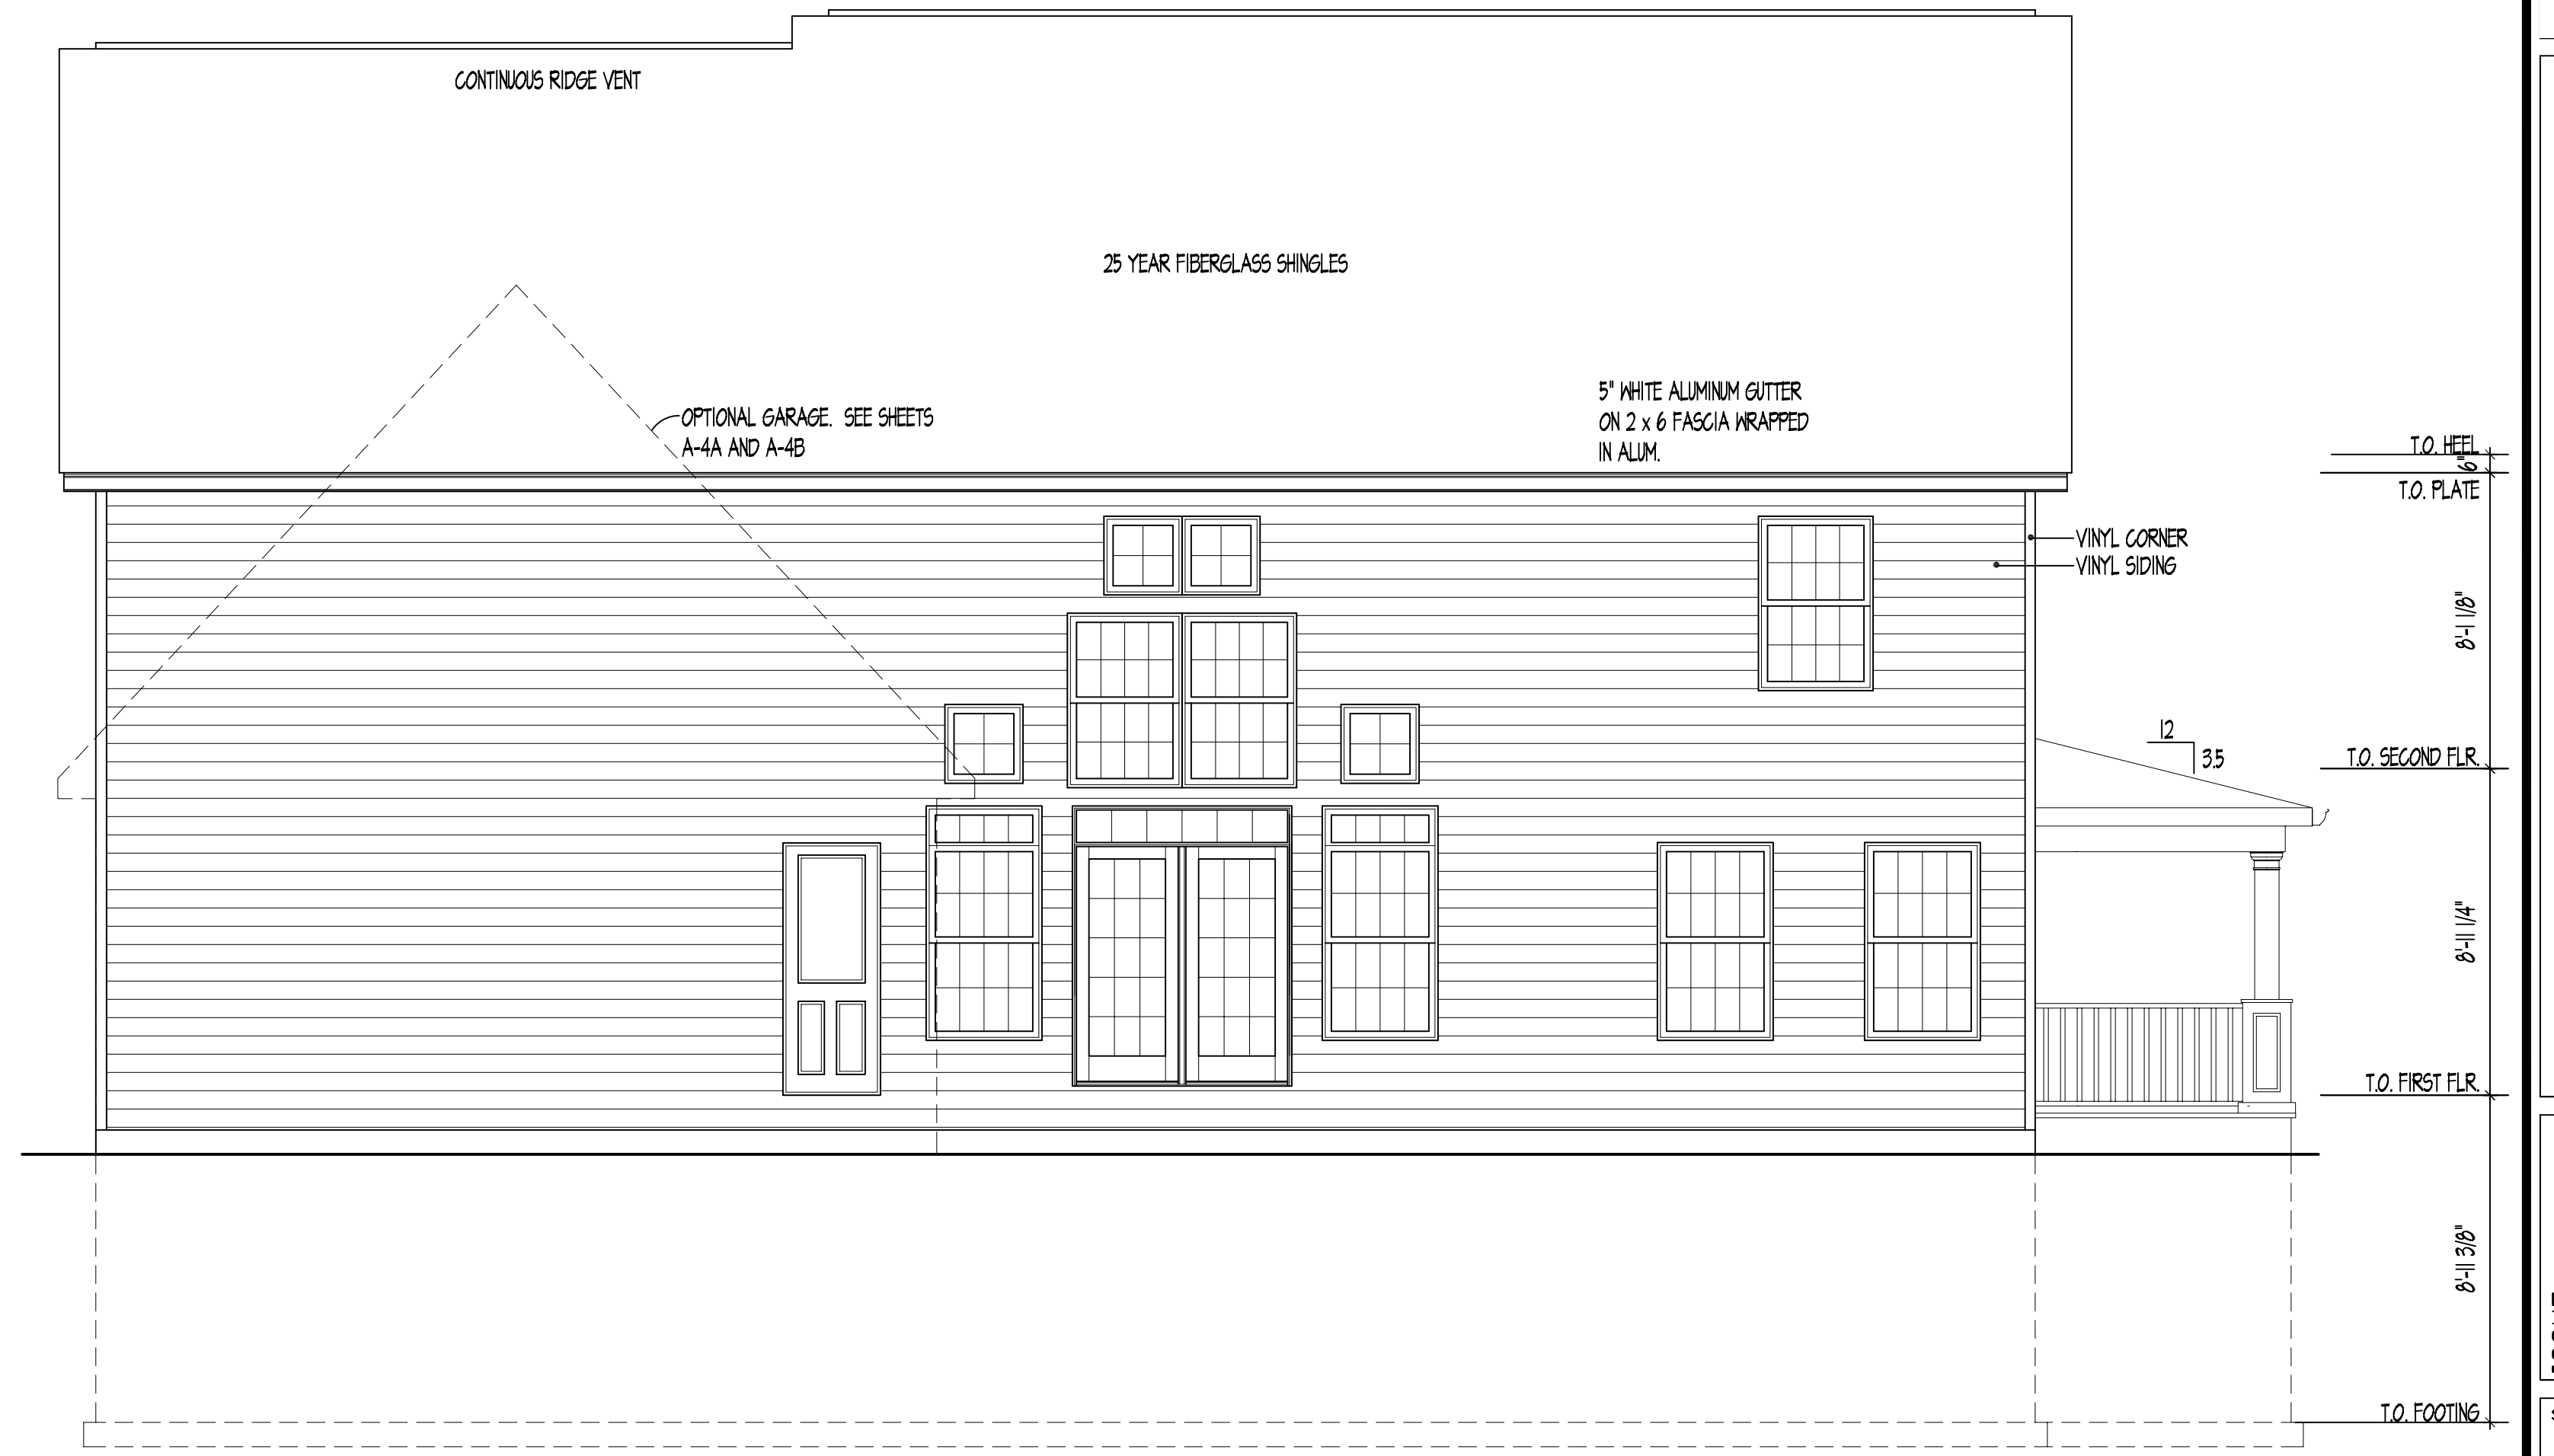 CONTINUOUS RIDGE VENT
25 YEAR FIBERGLASS SHINGLES
OPTIONAL GARAGE. SEE SHEETS
A-4A AND A-4B
5" WHITE ALUMINUM GUTTER
ON 2 x 6 FASCIA WRAPPED
IN ALUM.
T.O. HEEL
6"
T.O. PLATE
VINYL CORNER
VINYL SIDING
8'-1 1/8"
12
3.5
T.O. SECOND FLR.
8'-11 1/4"
T.O. FIRST FLR.
8'-11 3/8"
T.O. FOOTING